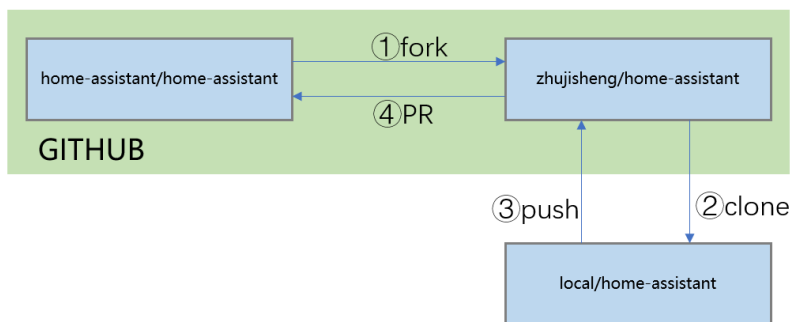 ①fork
home-assistant/home-assistant
zhujisheng/home-assistant
④PR
GITHUB
③push
②clone
local/home-assistant